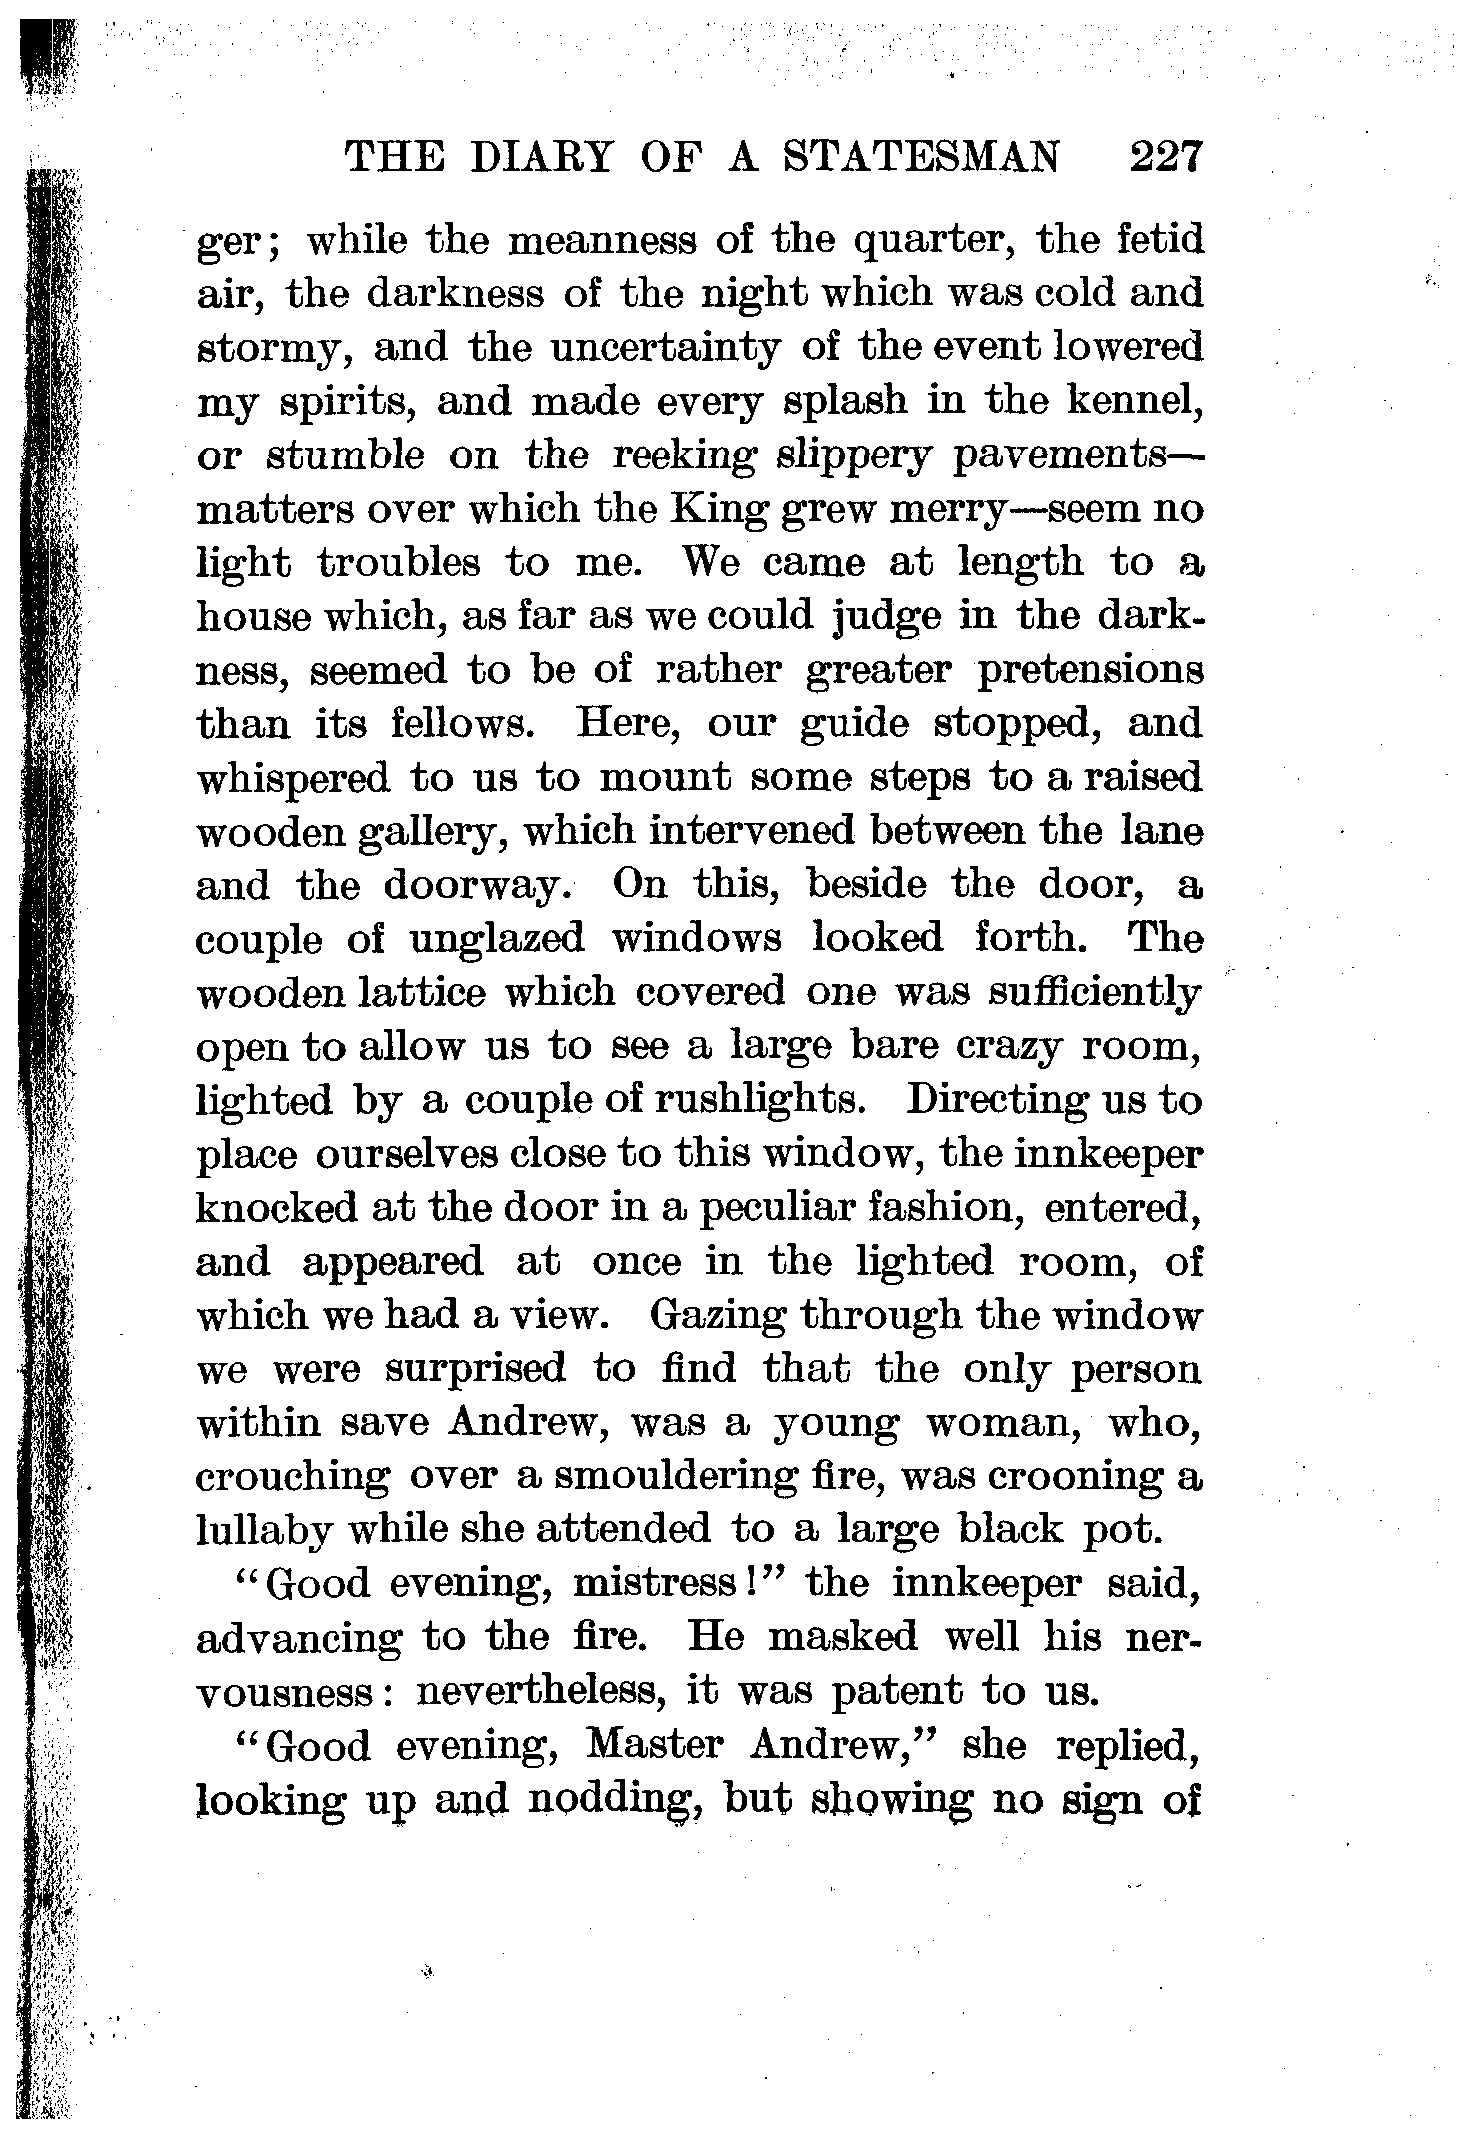 THE DIARY OF A STATESMAN 227
ger; while the meanness of the quarter, the fetid
air, the darkness of the night which was cold and
stormy, and the uncertainty of the event lowered
my spirits, and made every splash in the kennel,
or stumble on the reeking slippery pavements—
matters over which the King grew merry—seem no
light troubles to me. We came at length to a
house which, as far as we could judge in the dark-
ness, seemed to be of rather greater pretensions
than its fellows. Here, our guide stopped, and
whispered to us to mount some steps to a raised
wooden gallery, which intervened between the lane
and the doorway. On this, beside the door, a
couple of unglazed windows looked forth. The
wooden lattice which covered one was sufficiently
open to allow us to see a large bare crazy room,
lighted by a couple of rushlights. Directing us to
place ourselves close to this window, the innkeeper
knocked at the door in a peculiar fashion, entered,
and appeared at once in the lighted room, of
which we had a view. Gazing through the window
we were surprised to find that the only person
within save Andrew, was a young woman, who,
crouching over a smouldering fire, was crooning a
lullaby while she attended to a large black pot.
"Good evening, mistress!" the innkeeper said,
advancing to the fire. He masked well his ner-
vousness: nevertheless, it was patent to us.
"Good evening, Master Andrew," she replied,
looking up and nodding, but showing no sign of